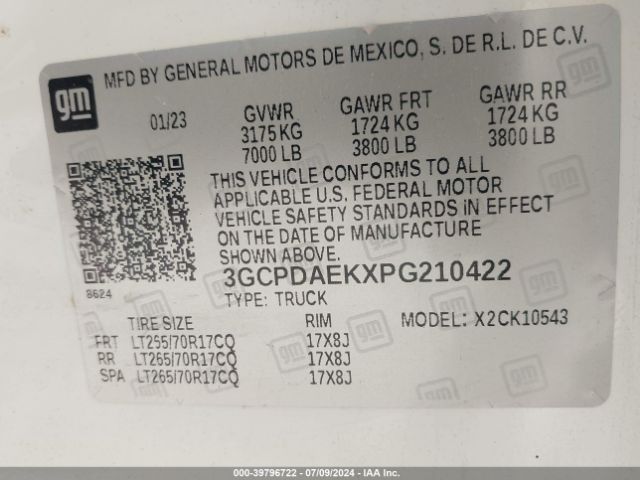 gm
MFD BY GENERAL MOTORS DE MEXICO, S. DE R.L. DE C.V.
01/23 GVWR GAWR FRT GAWR RR
3175 KG 1724 KG 1724 KG
7000 LB 3800 LB 3800 LB
THIS VEHICLE CONFORMS TO ALL
APPLICABLE U.S. FEDERAL MOTOR
VEHICLE SAFETY STANDARDS IN EFFECT
ON THE DATE OF MANUFACTURE
SHOWN ABOVE.
8624
3GCPDAEKXPG210422
TYPE: TRUCK
TIRE SIZE RIM MODEL: X2CK10543
FRT LT255/70R17CQ 17X8J
RR LT265/70R17CQ 17X8J
SPA LT265/70R17CQ 17X8J
000-39796722 - 07/09/2024 - IAA Inc.